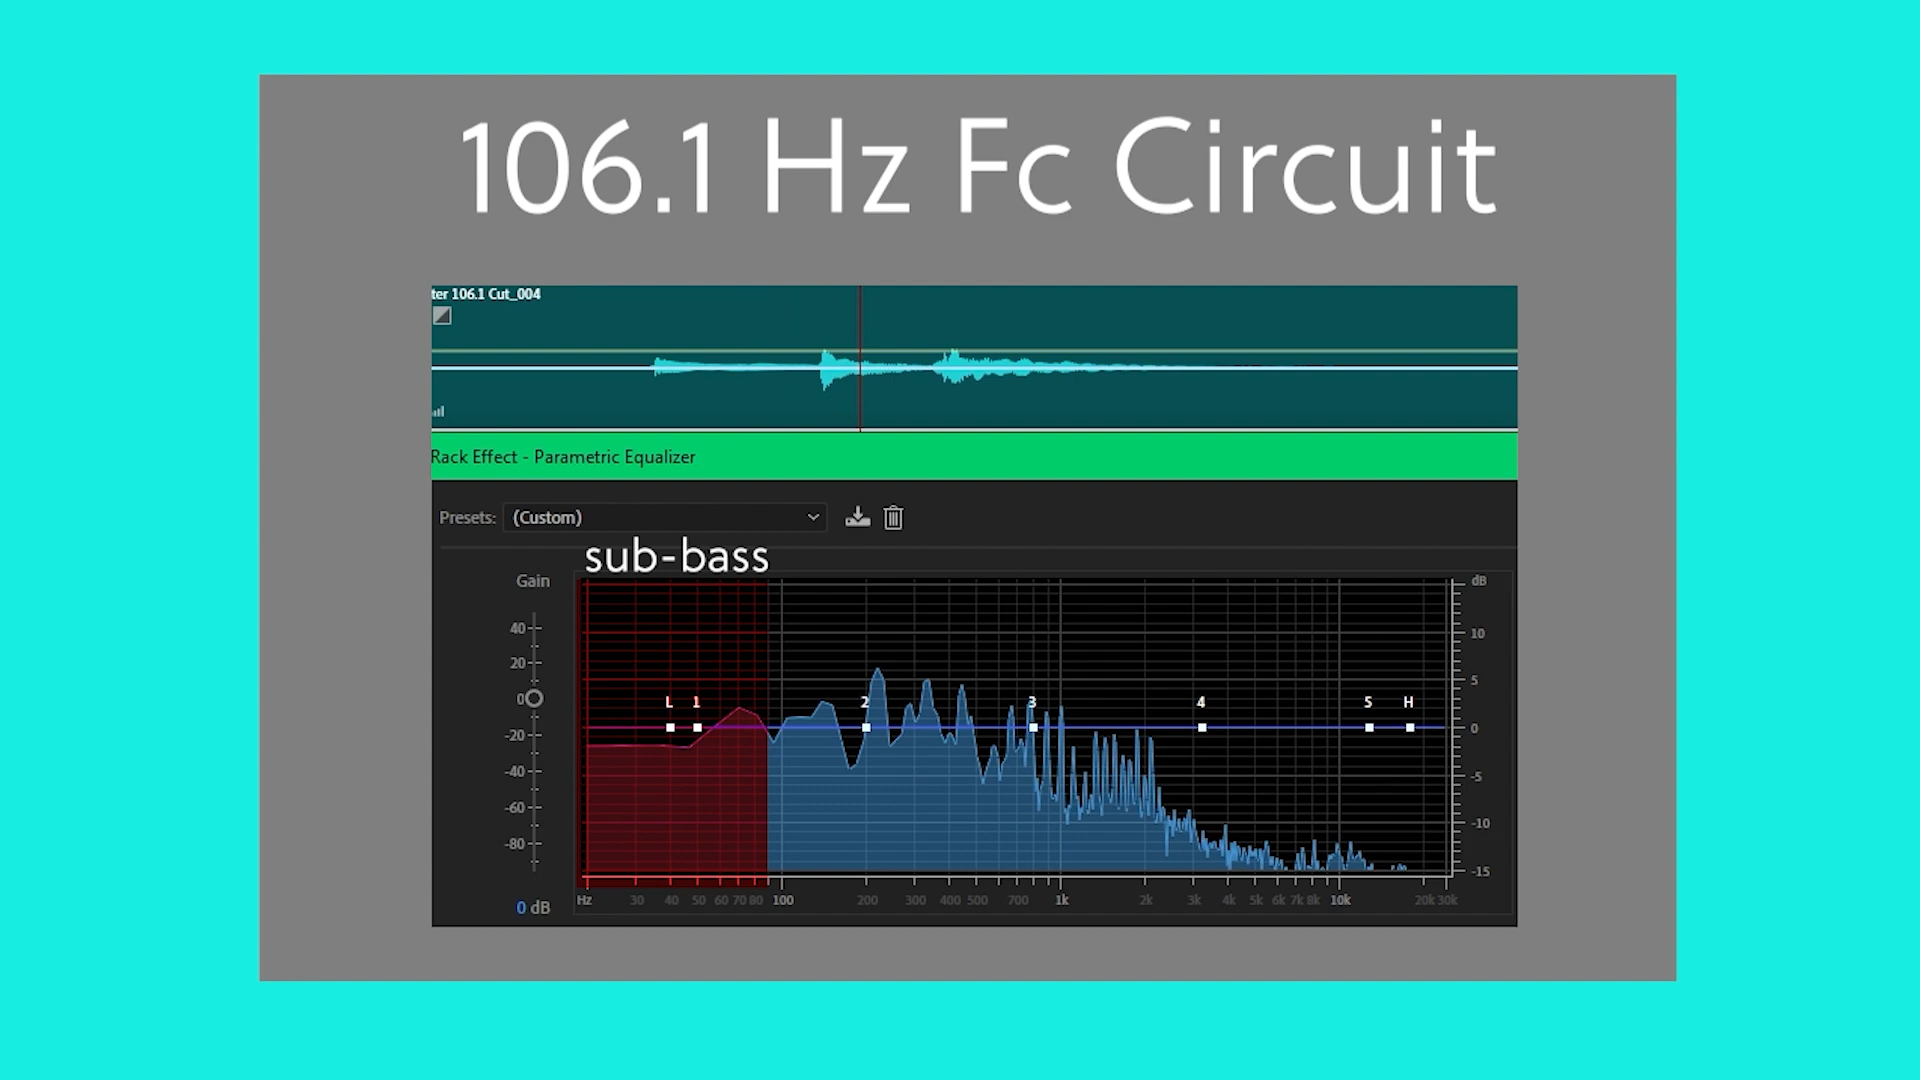 106.1 Hz Fc Circuit
ter 106.1 Cut_004
Rack Effect - Parametric Equalizer
Presets: (Custom)
sub-bass
Gain
dB
40
20
0
-20
-40
-60
-80
0 dB
L 1 2 3 4 S H
10
5
0
-5
-10
-15
Hz 30 40 50 60 70 80 100 200 300 400 500 700 1k 2k 3k 4k 5k 6k 7k 8k 10k 20k 30k